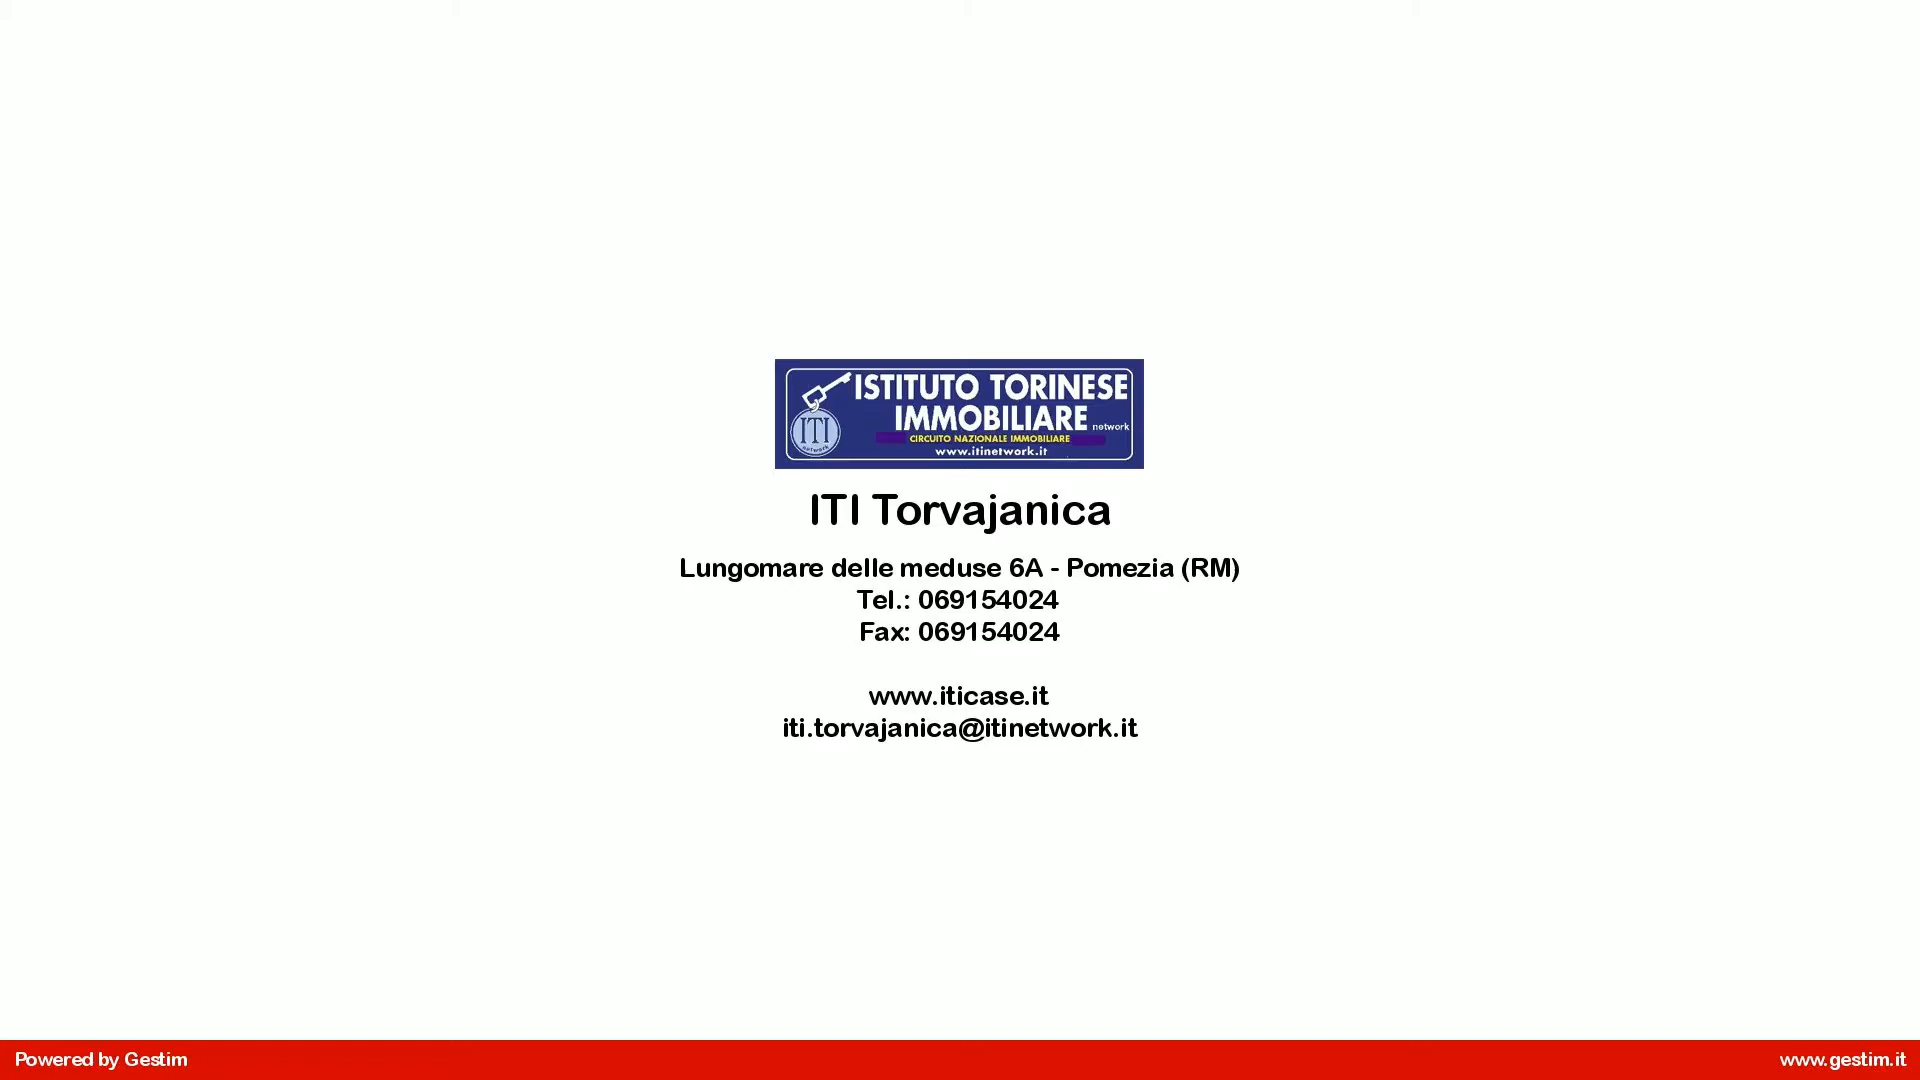 ISTITUTO TORINESE
IMMOBILIARE network
ITI
network
CIRCUITO NAZIONALE IMMOBILIARE
www.itinetwork.it
ITI Torvajanica
Lungomare delle meduse 6A - Pomezia (RM)
Tel.: 069154024
Fax: 069154024
www.iticase.it
iti.torvajanica@itinetwork.it
Powered by Gestim
www.gestim.it